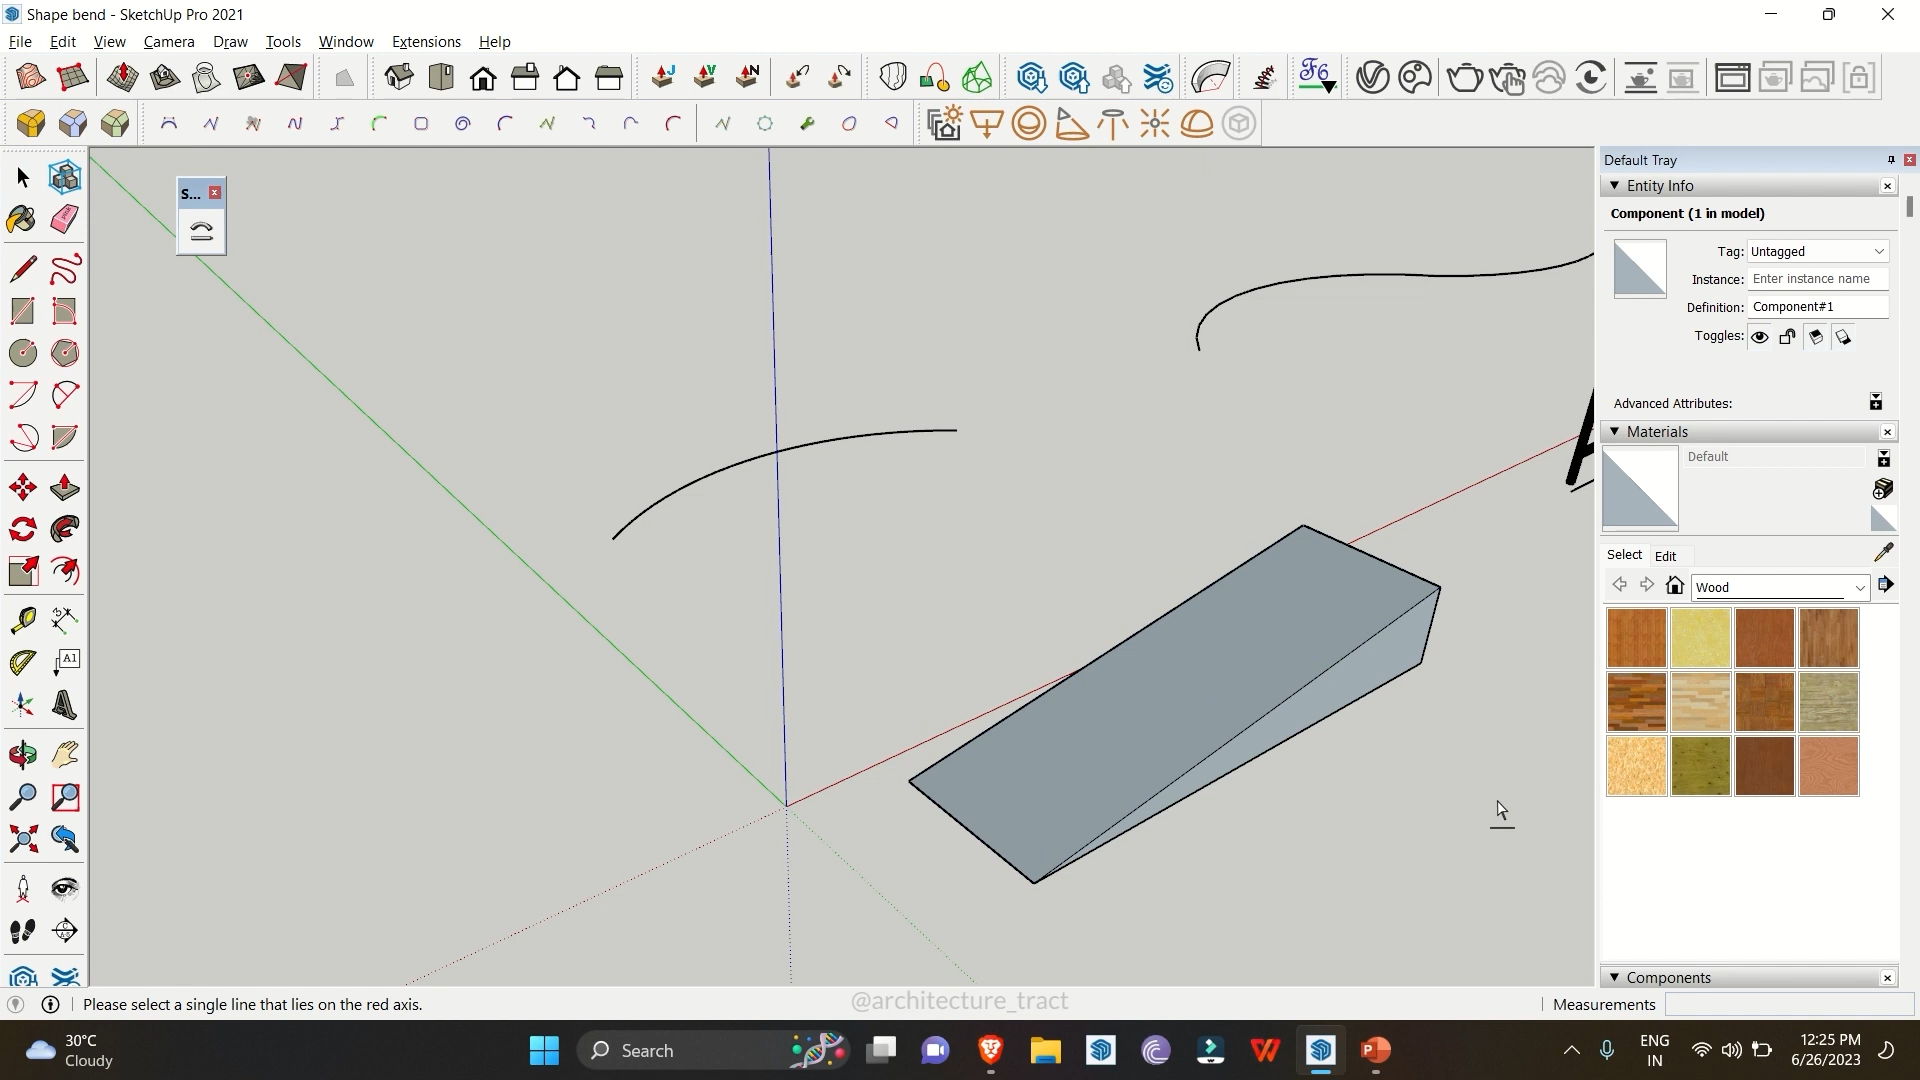 Shape bend - SketchUp Pro 2021
File Edit View Camera Draw Tools Window Extensions Help
J V N F6
Default Tray
S...
Entity Info
Component (1 in model)
Tag: Untagged
Instance: Enter instance name
Definition: Component#1
Toggles:
Advanced Attributes:
Materials
Default
Select Edit
Wood
A1
Components
Please select a single line that lies on the red axis.
@architecture_tract
Measurements
30°C
Cloudy
Search
ENG
IN
12:25 PM
6/26/2023